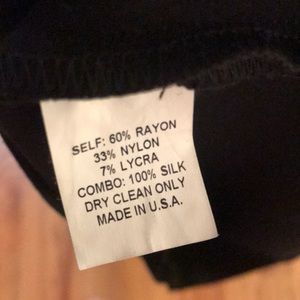 SELF: 60% RAYON
33% NYLON
7% LYCRA
COMBO: 100% SILK
DRY CLEAN ONLY
MADE IN U.S.A.